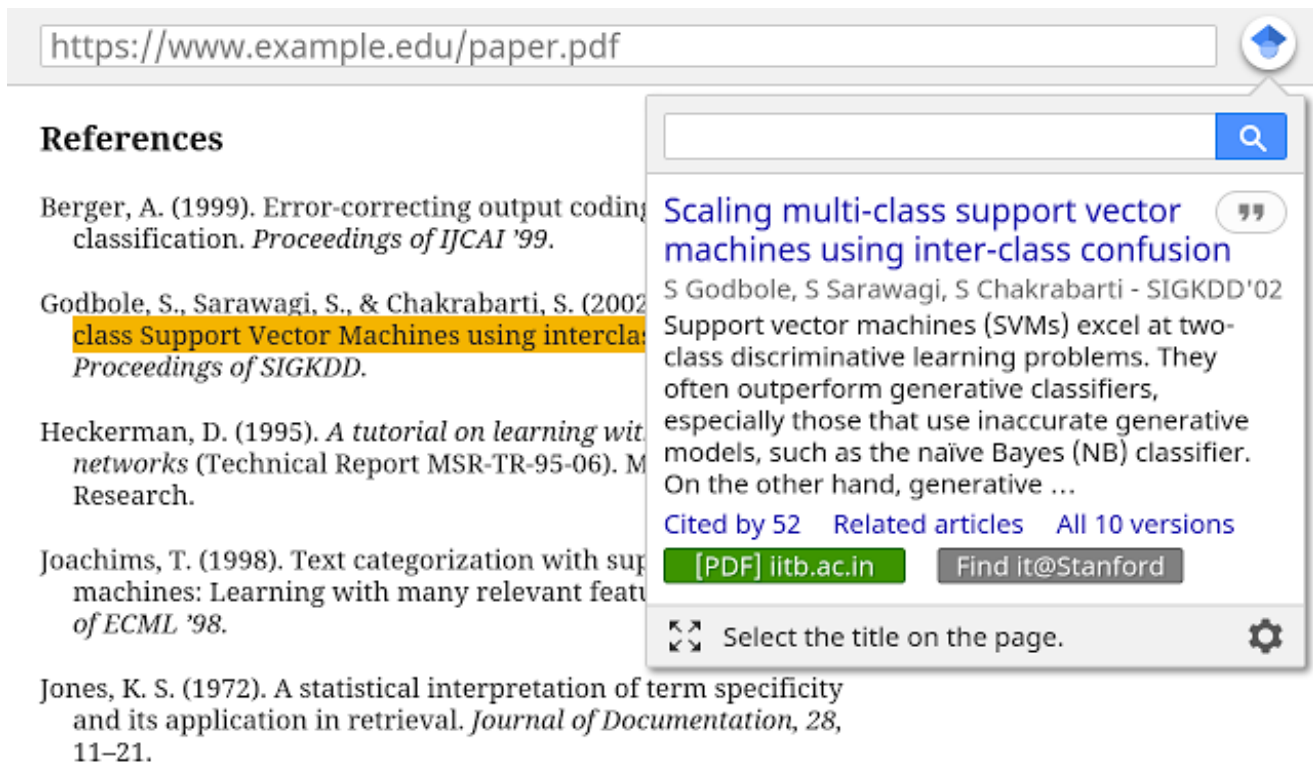 https://www.example.edu/paper.pdf
References
Berger, A. (1999). Error-correcting output coding
classification. Proceedings of IJCAI ’99.
Godbole, S., Sarawagi, S., & Chakrabarti, S. (2002
class Support Vector Machines using
Proceedings of SIGKDD.
Heckerman, D. (1995). A tutorial on learning
networks (Technical Report MSR-TR-95-06).
Research.
Joachims, T. (1998). Text categorization with
machines: Learning with many relevant
of ECML ’98.
Jones, K. S. (1972). A statistical interpretation of term specificity
and its application in retrieval. Journal of Documentation, 28,
11–21.
Scaling multi-class support vector
machines using inter-class confusion
S Godbole, S Sarawagi, S Chakrabarti - SIGKDD'02
Support vector machines (SVMs) excel at two-
class discriminative learning problems. They
often outperform generative classifiers,
especially those that use inaccurate generative
models, such as the naïve Bayes (NB) classifier.
On the other hand, generative …
Cited by 52 Related articles All 10 versions
[PDF] iitb.ac.in Find it@Stanford
Select the title on the page.